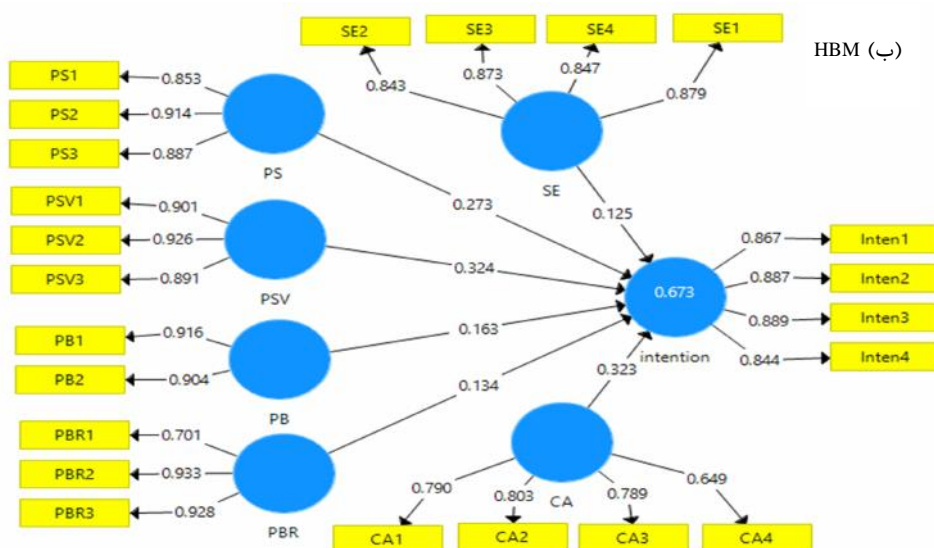 HBM (ب)
SE2
SE3
SE4
SE1
0.843
0.873
0.847
0.879
SE
0.125
PS1
PS2
PS3
0.853
0.914
0.887
PS
0.273
PSV1
PSV2
PSV3
0.901
0.926
0.891
PSV
0.324
PB1
PB2
0.916
0.904
PB
0.163
PBR1
PBR2
PBR3
0.701
0.933
0.928
PBR
0.134
0.673
intention
0.867
0.887
0.889
0.844
Inten1
Inten2
Inten3
Inten4
0.323
CA
0.790
0.803
0.789
0.649
CA1
CA2
CA3
CA4